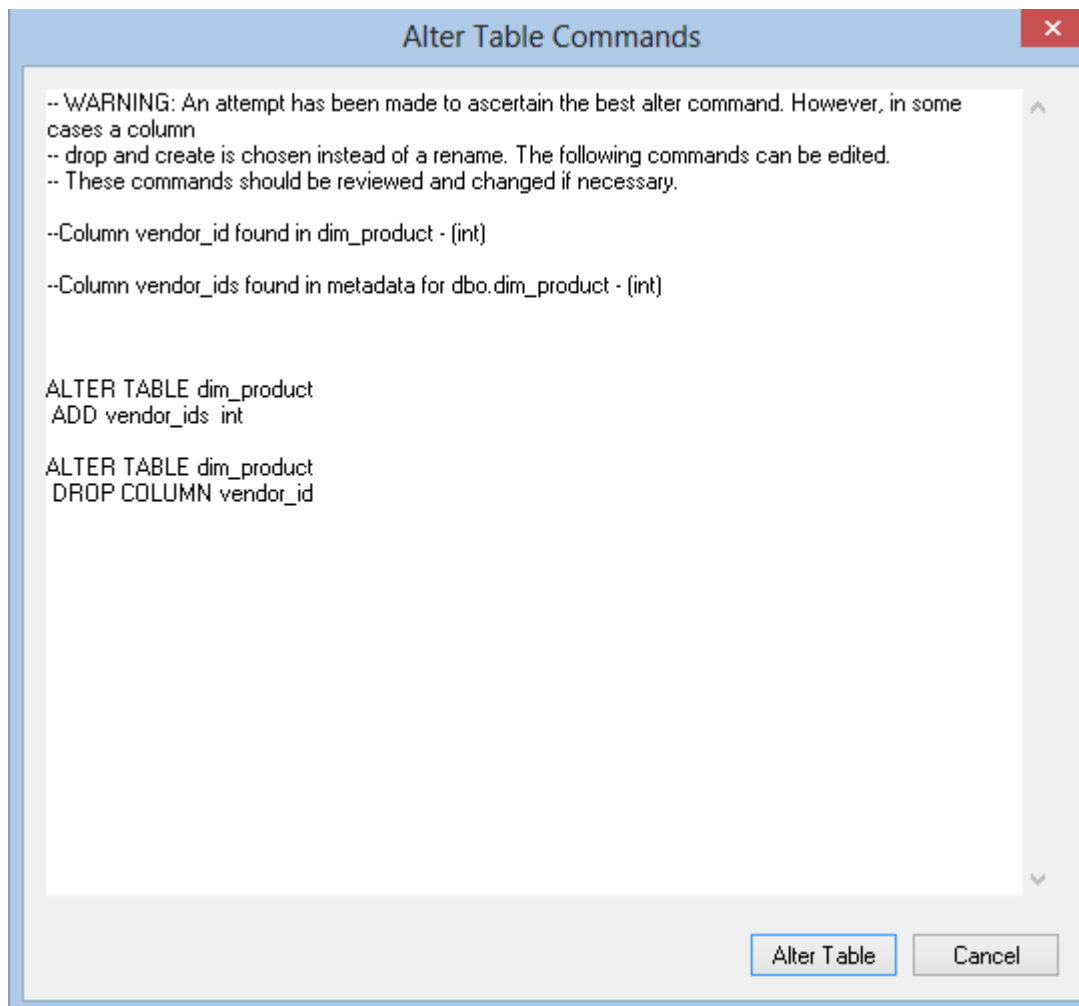 Alter Table Commands
-- WARNING: An attempt has been made to ascertain the best alter command. However, in some
cases a column
-- drop and create is chosen instead of a rename. The following commands can be edited.
-- These commands should be reviewed and changed if necessary.
--Column vendor_id found in dim_product - (int)
--Column vendor_ids found in metadata for dbo.dim_product - (int)
ALTER TABLE dim_product
ADD vendor_ids  int
ALTER TABLE dim_product
DROP COLUMN vendor_id
Alter Table
Cancel